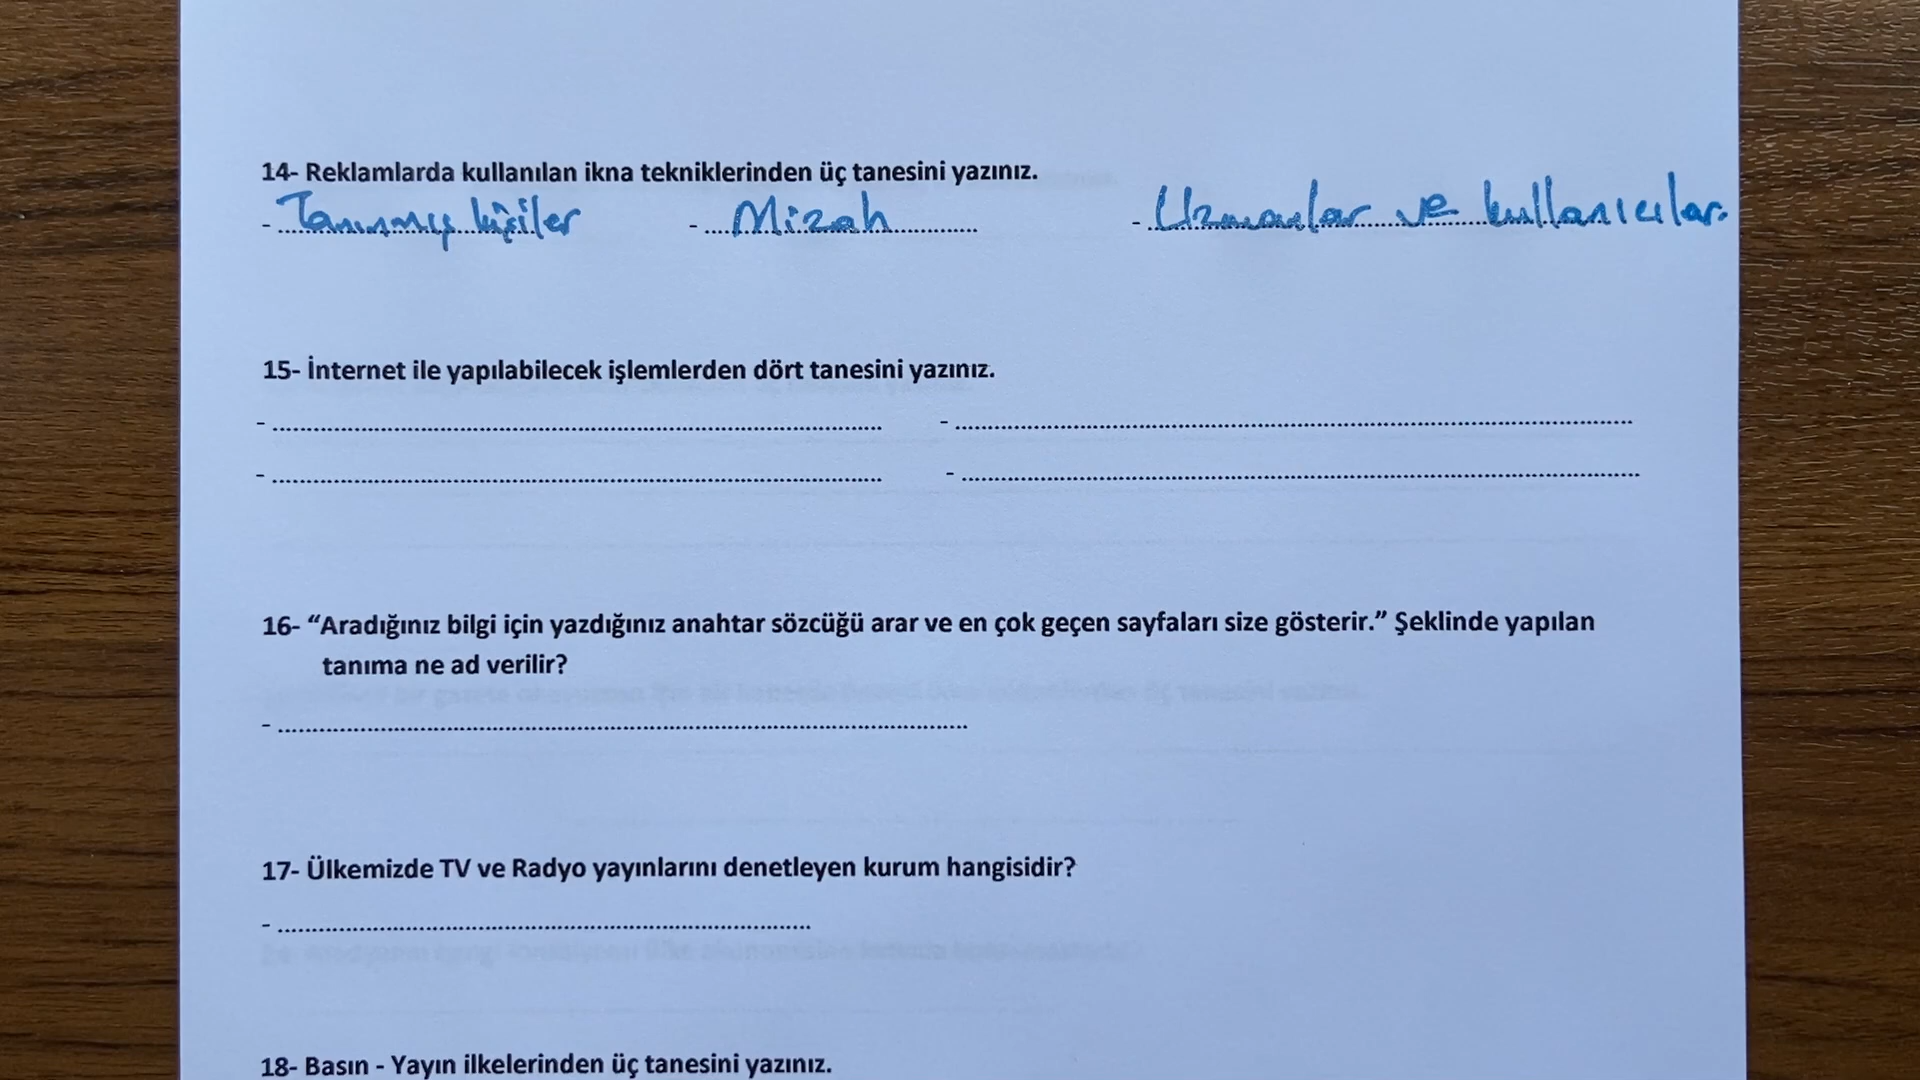 14- Reklamlarda kullanılan ikna tekniklerinden üç tanesini yazınız.
- Tanınmış kişiler - Mizah - Uzmanlar ve kullanıcılar.
15- İnternet ile yapılabilecek işlemlerden dört tanesini yazınız.
16- “Aradığınız bilgi için yazdığınız anahtar sözcüğü arar ve en çok geçen sayfaları size gösterir.” Şeklinde yapılan
tanıma ne ad verilir?
17- Ülkemizde TV ve Radyo yayınlarını denetleyen kurum hangisidir?
18- Basın - Yayın ilkelerinden üç tanesini yazınız.